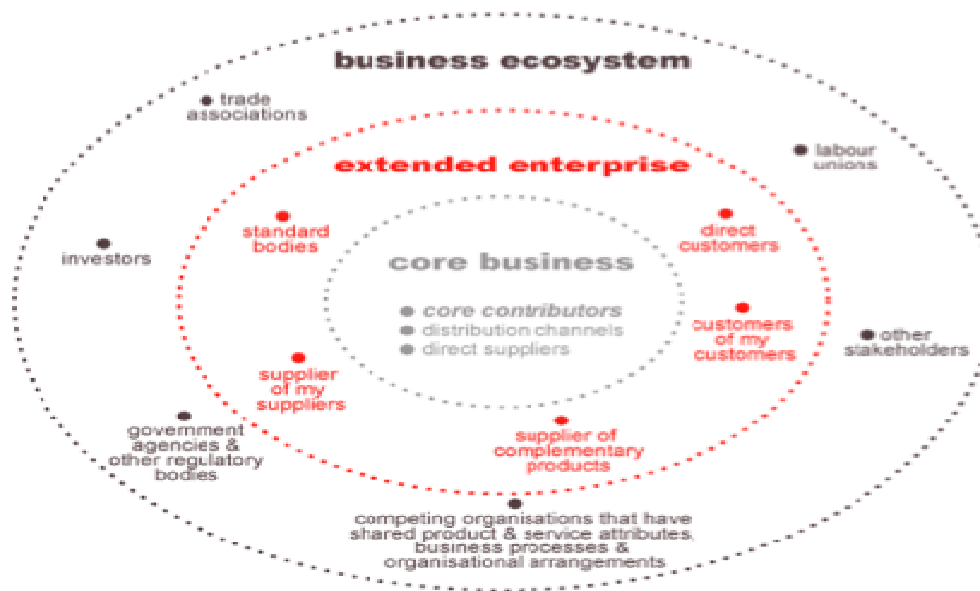 business ecosystem
trade
associations
labour
unions
extended enterprise
standard
bodies
direct
customers
investors
core business
core contributors
distribution channels
direct suppliers
customers
of my
customers
other
stakeholders
supplier
of my
suppliers
government
agencies &
other regulatory
bodies
supplier of
complementary
products
competing organisations that have
shared product & service attributes,
business processes &
organisational arrangements